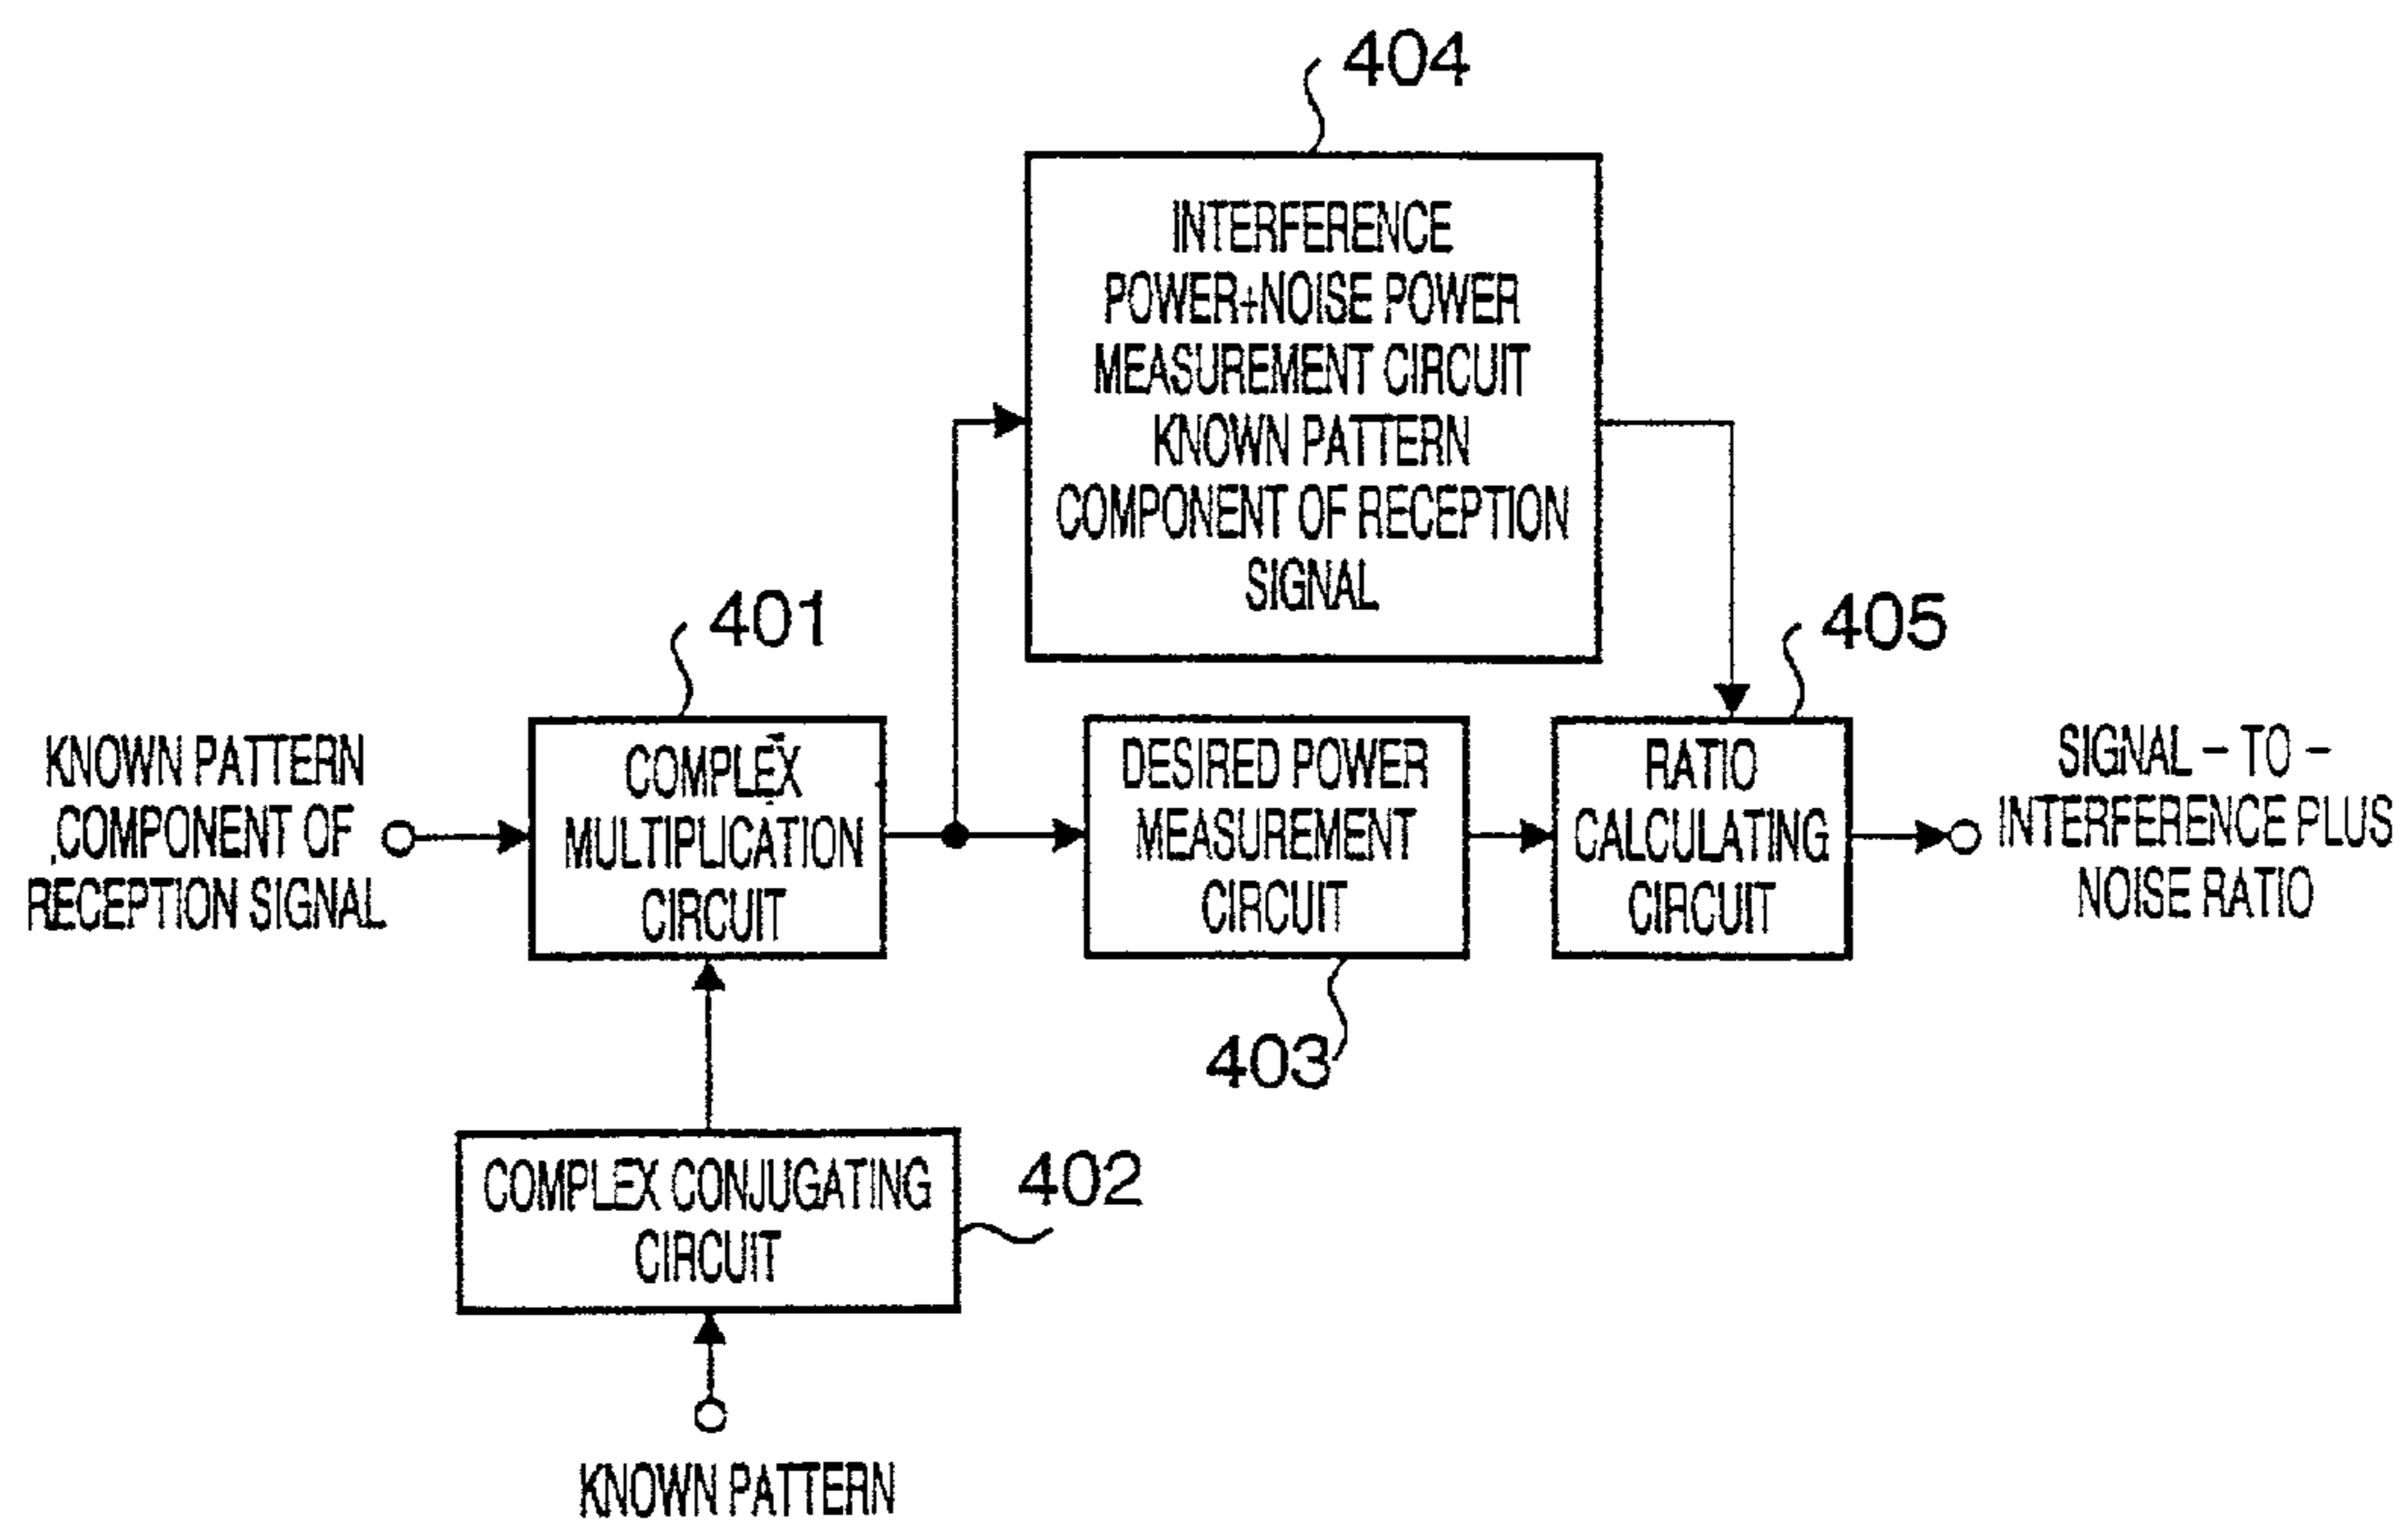 404
INTERFERENCE
POWER+NOISE POWER
MEASUREMENT CIRCUIT
KNOWN PATTERN
COMPONENT OF RECEPTION
SIGNAL
401
405
KNOWN PATTERN
COMPONENT OF
RECEPTION SIGNAL
COMPLEX
MULTIPLICATION
CIRCUIT
DESIRED POWER
MEASUREMENT
CIRCUIT
RATIO
CALCULATING
CIRCUIT
SIGNAL – TO –
INTERFERENCE PLUS
NOISE RATIO
403
COMPLEX CONJUGATING
CIRCUIT
402
KNOWN PATTERN